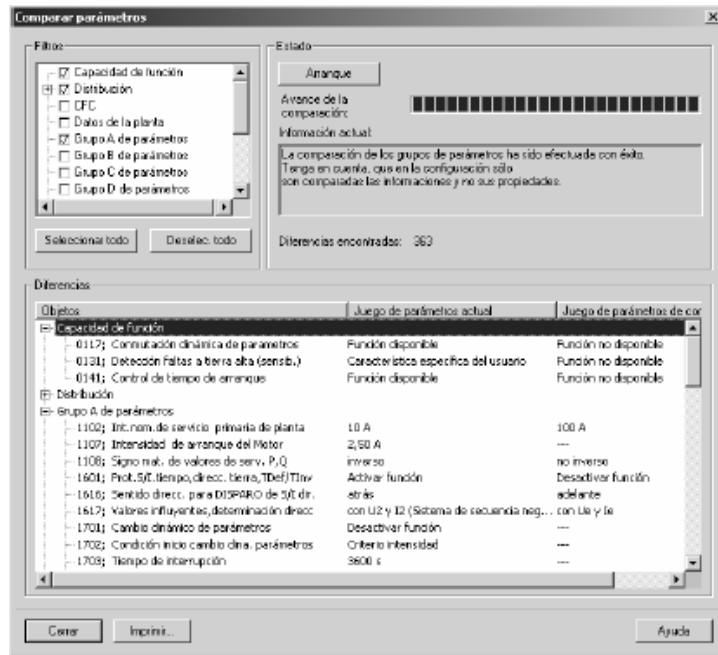 Comparar parámetros
Filtros
Capacidad de función
Distribución
CFC
Datos de la planta
Grupo A de parámetros
Grupo B de parámetros
Grupo C de parámetros
Grupo D de parámetros
Seleccionar todo
Deselec. todo
Estado
Arranque
Avance de la
comparación:
Información actual:
La comparación de los grupos de parámetros ha sido efectuada con éxito.
Tenga en cuenta, que en la configuración sólo
son comparadas las informaciones y no sus propiedades.
Diferencias encontradas: 363
Diferencias
Objetos Juego de parámetros actual Juego de parámetros de cor
Capacidad de función
0117; Conmutación dinámica de parametros Función disponible Función no disponible
0131; Detección faltas a tierra alta (sensib.) Característica específica del usuario Función no disponible
0141; Control de tiempo de arranque Función disponible Función no disponible
Distribución
Grupo A de parámetros
1102; Int.nom.de servicio primaria de planta 10 A 100 A
1107; Intensidad de arranque del Motor 2,50 A ---
1108; Signo mat. de valores de serv. P,Q inverso no inverso
1601; Prot.S/I.tiempo,direcc. tierra,TDef/TInv Activar función Desactivar función
1616; Sentido direcc. para DISPARO de S/I dir. atrás adelante
1617; Valores influyentes,determinación direcc con U2 y I2 (Sistema de secuencia neg... con Ue y Ie
1701; Cambio dinámico de parámetros Desactivar función ---
1702; Condición inicio cambio dina. parámetros Criterio intensidad ---
1703; Tiempo de interrupción 3600 s ---
Cerrar
Imprimir...
Ayuda